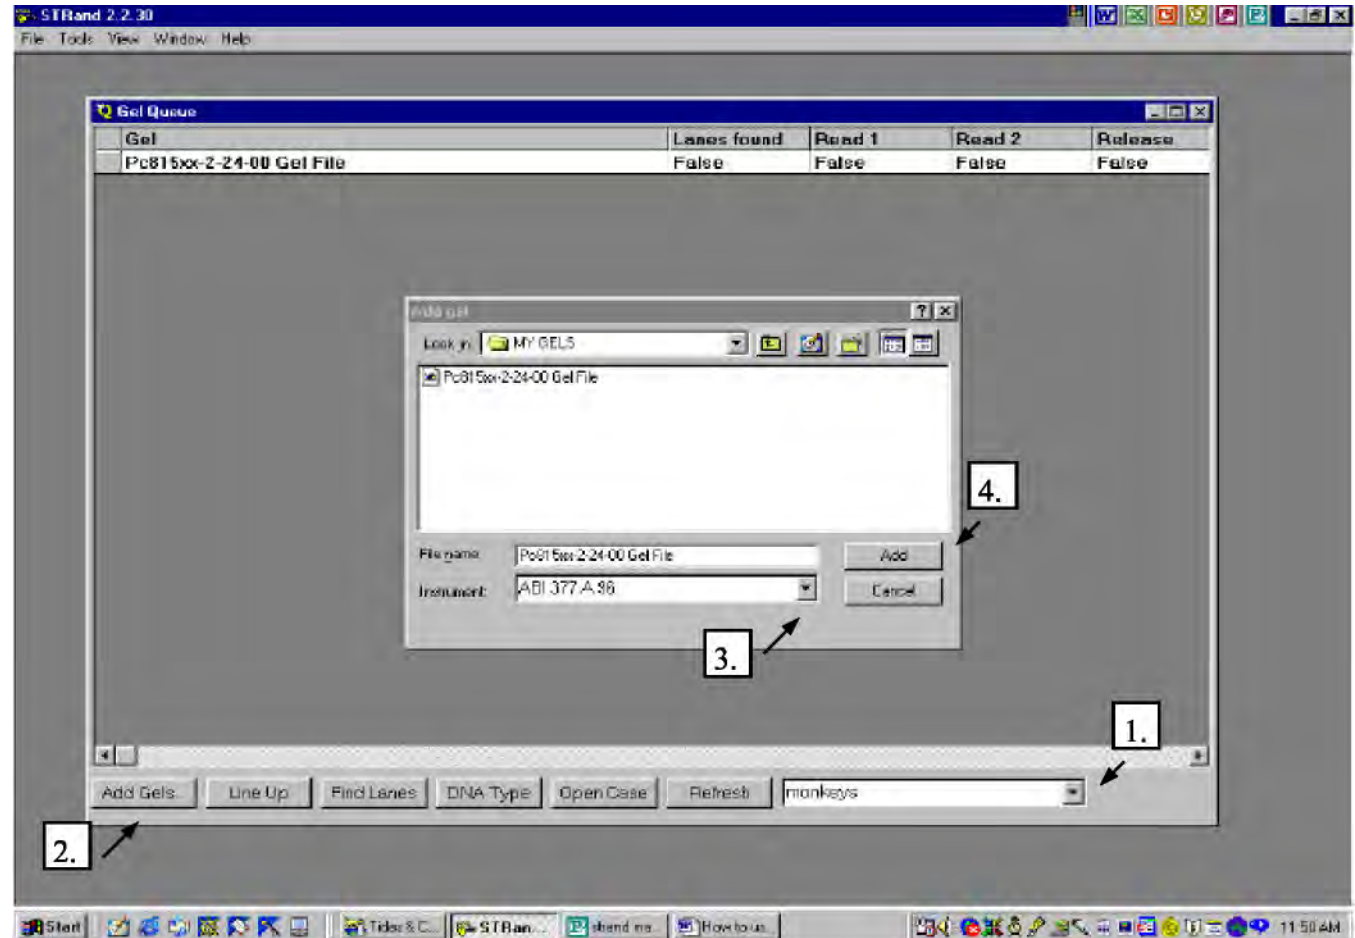 STRand 2.2.30
File Tools View Window Help
Gel Queue
Gel Lanes found Read 1 Read 2 Release
Pc815xx-2-24-00 Gel File False False False False
Add gel
Look in: MY GELS
Pc815xx-2-24-00 Gel File
4.
File name: Pc815xx-2-24-00 Gel File Add
Instrument: ABI 377 A 96 Cancel
3.
1.
Add Gels... Line Up Find Lanes DNA Type Open Case Refresh monkeys
2.
Start Tidas & C... STRan... strand ma... How to us... 11:50 AM